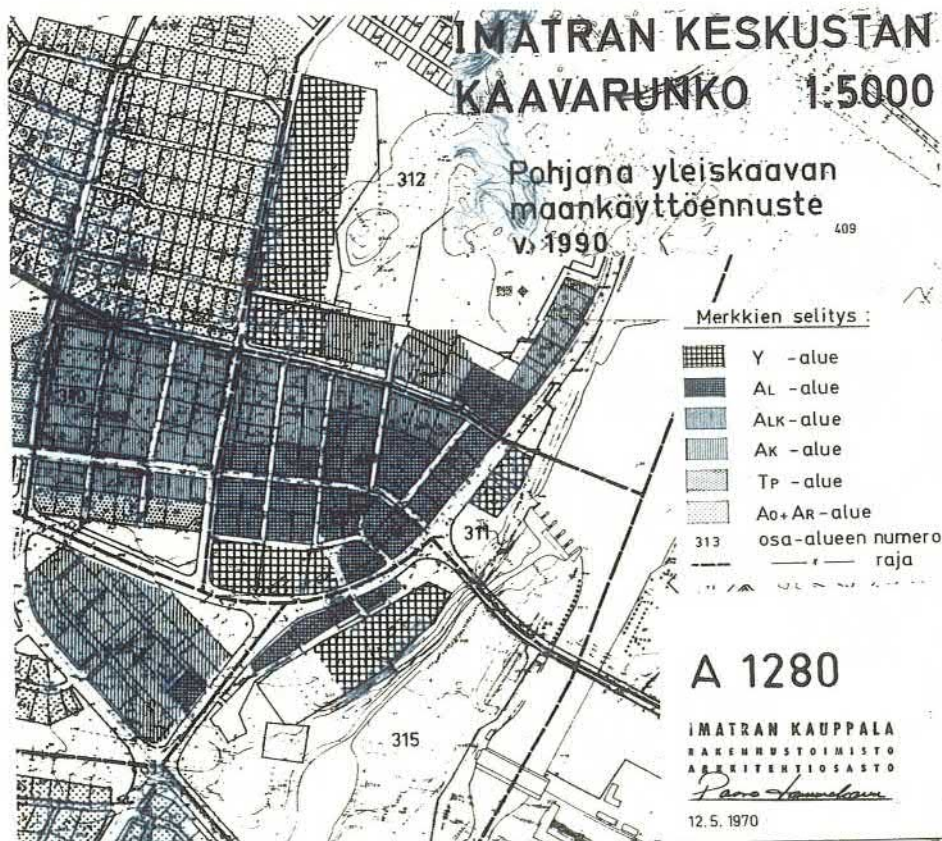 IMATRAN KESKUSTAN
KAAVARUNKO 1:5000
Pohjana yleiskaavan
maankäyttöennuste
v. 1990
312
409
Merkkien selitys :
Y -alue
AL -alue
ALK-alue
AK -alue
TP -alue
AO+AR-alue
313 osa-alueen numero
—— „ —— raja
310
311
315
A 1280
IMATRAN KAUPPALA
RAKENNUSTOIMISTO
ARKKITEHTIOSASTO
12.5.1970